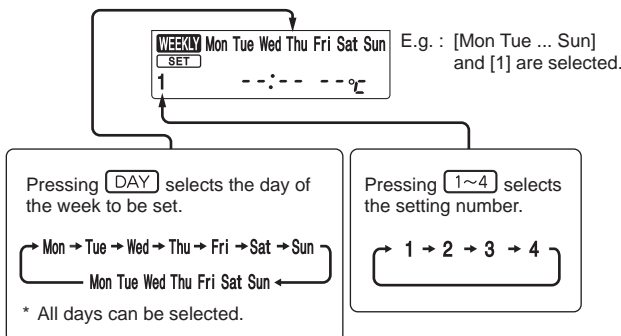 WEEKLY Mon Tue Wed Thu Fri Sat Sun
SET
1 --:-- --°C
E.g. : [Mon Tue ... Sun]
and [1] are selected.
Pressing DAY selects the day of
the week to be set.
Mon → Tue → Wed → Thu → Fri → Sat → Sun
Mon Tue Wed Thu Fri Sat Sun ←
* All days can be selected.
Pressing 1~4 selects
the setting number.
1 → 2 → 3 → 4